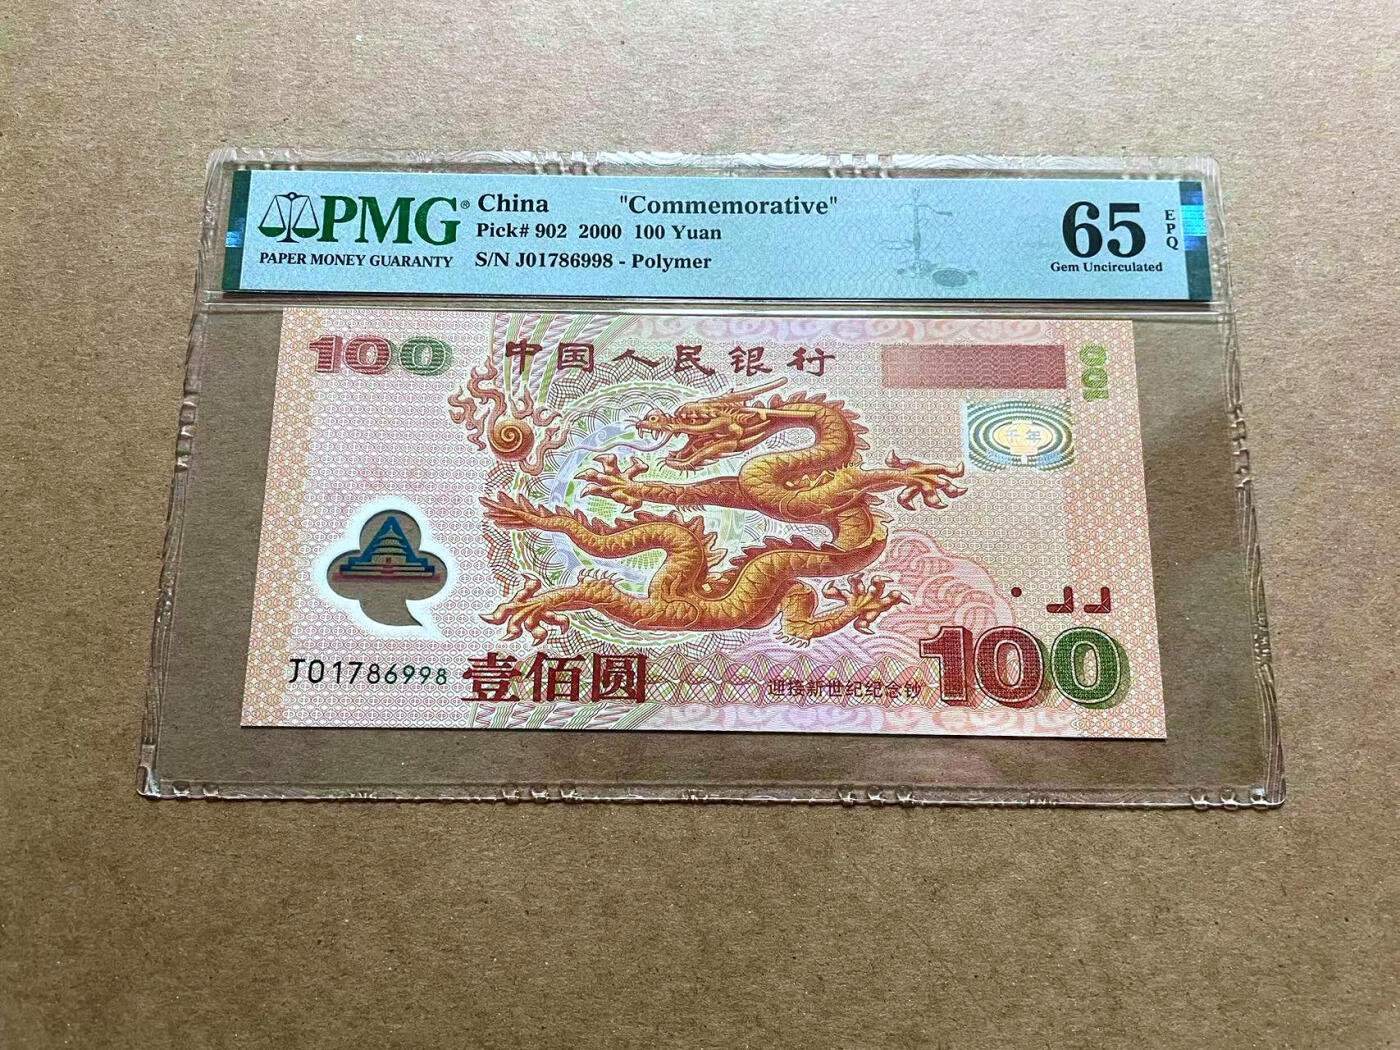 PMG®
PAPER MONEY GUARANTY
China "Commemorative"
Pick# 902 2000 100 Yuan
S/N J01786998 - Polymer
65
EPQ
Gem Uncirculated
100
中国人民银行
100
千年
J01786998
壹佰圆
迎接新世纪纪念钞
100